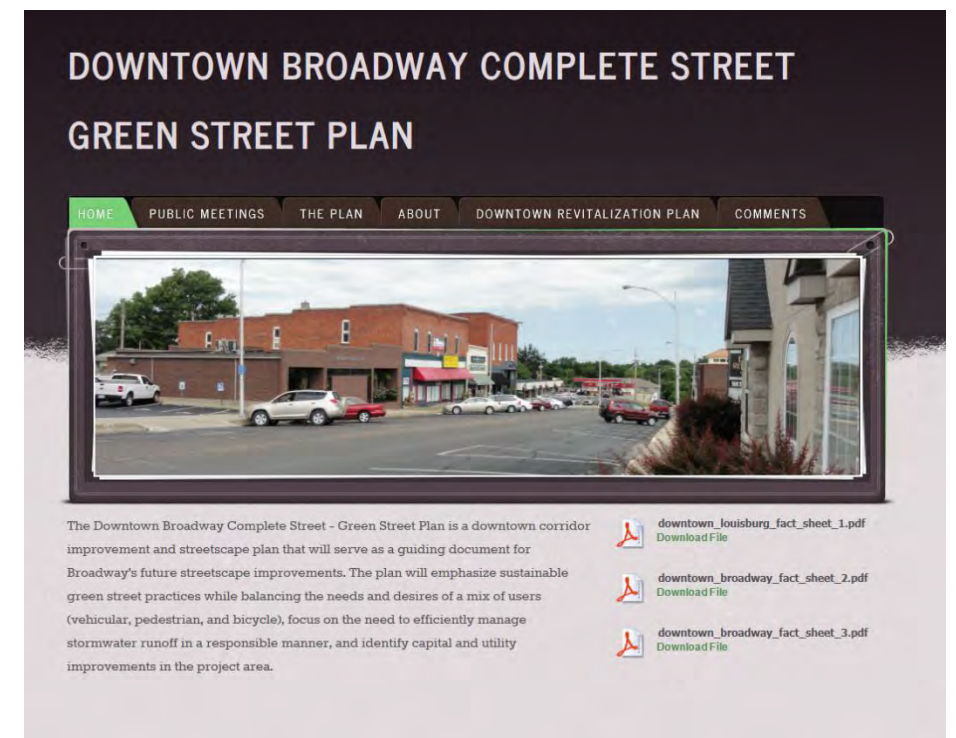 DOWNTOWN BROADWAY COMPLETE STREET
GREEN STREET PLAN
HOME PUBLIC MEETINGS THE PLAN ABOUT DOWNTOWN REVITALIZATION PLAN COMMENTS
The Downtown Broadway Complete Street - Green Street Plan is a downtown corridor
improvement and streetscape plan that will serve as a guiding document for
Broadway's future streetscape improvements. The plan will emphasize sustainable
green street practices while balancing the needs and desires of a mix of users
(vehicular, pedestrian, and bicycle), focus on the need to efficiently manage
stormwater runoff in a responsible manner, and identify capital and utility
improvements in the project area.
downtown_louisburg_fact_sheet_1.pdf
Download File
downtown_broadway_fact_sheet_2.pdf
Download File
downtown_broadway_fact_sheet_3.pdf
Download File